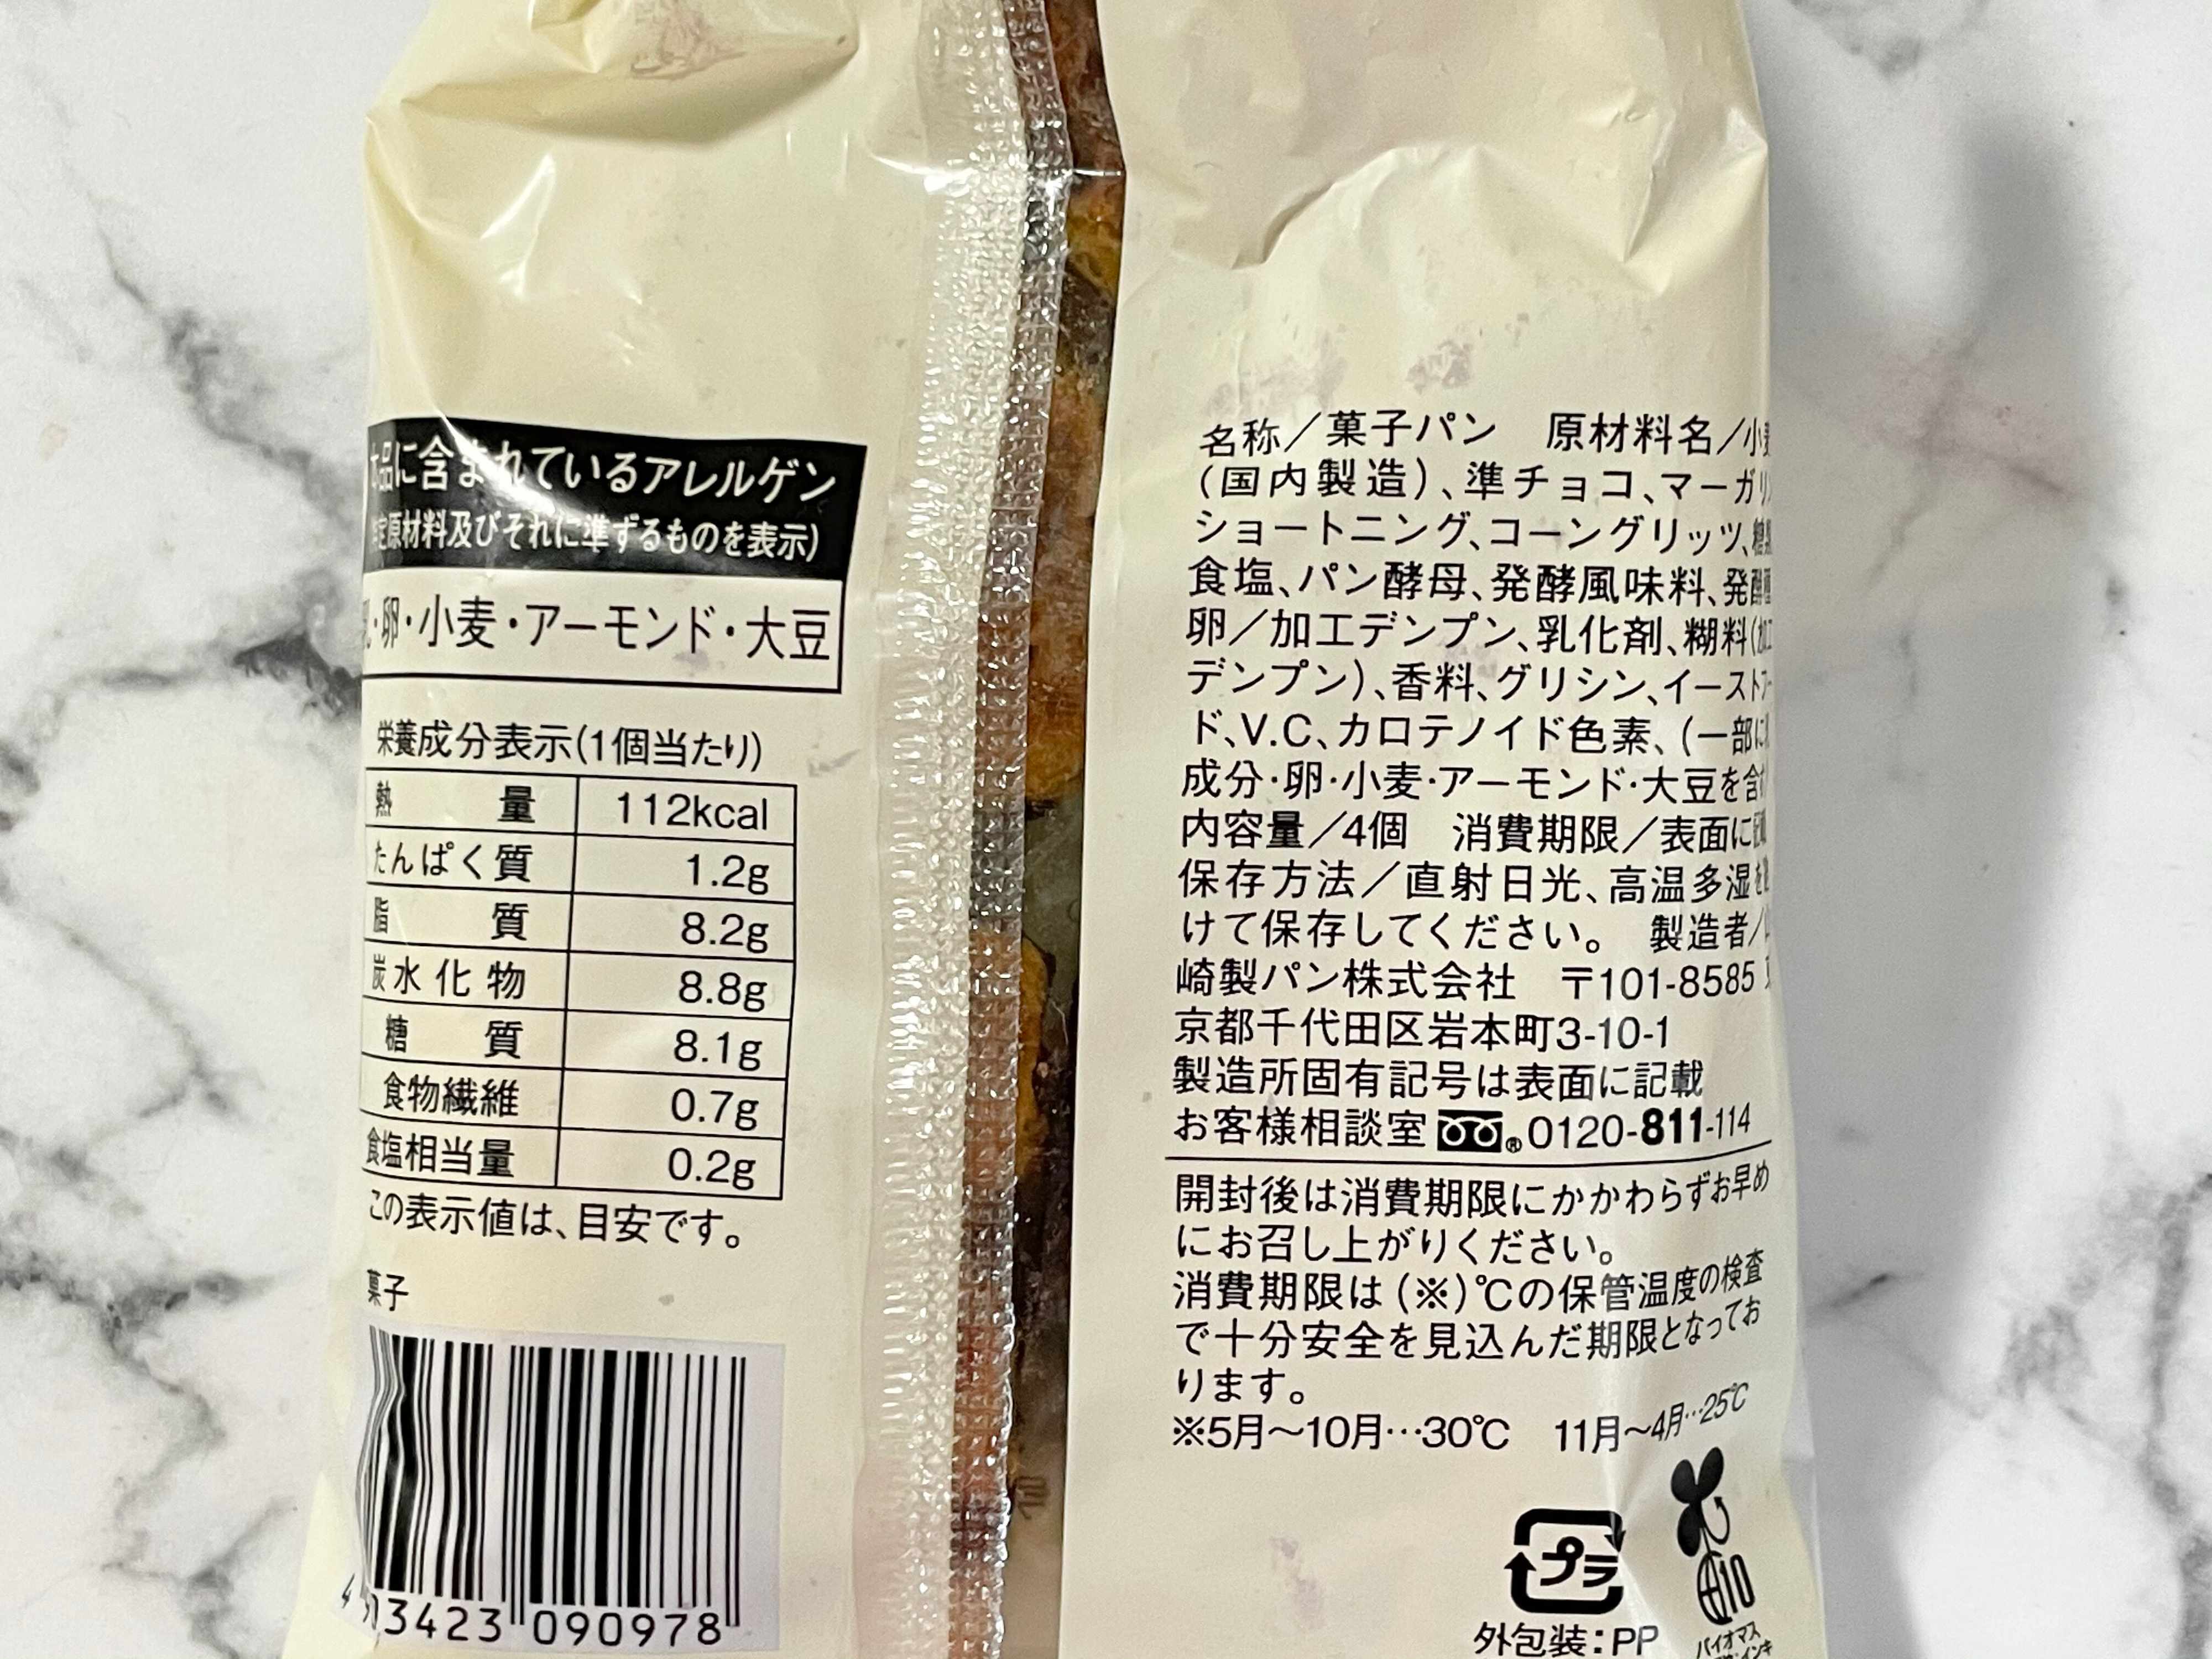 品に含まれているアレルゲン
定原材料及びそれに準ずるものを表示)
卵・小麦・アーモンド・大豆
栄養成分表示(1個当たり)
熱量 112kcal
たんぱく質 1.2g
脂質 8.2g
炭水化物 8.8g
糖質 8.1g
食物繊維 0.7g
食塩相当量 0.2g
この表示値は、目安です。
菓子
3423 090978
名称/菓子パン 原材料名/小
(国内製造)、準チョコ、マーガリ
ショートニング、コーングリッツ、
食塩、パン酵母、発酵風味料、発
卵/加工デンプン、乳化剤、糊料(加
デンプン)、香料、グリシン、イースト
ド、V.C、カロテノイド色素、(一部に
成分・卵・小麦・アーモンド・大豆を含
内容量/4個 消費期限/表面に
保存方法/直射日光、高温多湿を
けて保存してください。 製造者/
崎製パン株式会社 〒101-8585
京都千代田区岩本町3-10-1
製造所固有記号は表面に記載
お客様相談室 ®0120-811-114
開封後は消費期限にかかわらずお早め
にお召し上がりください。
消費期限は(※)℃の保管温度の検査
で十分安全を見込んだ期限となってお
ります。
※5月〜10月…30℃ 11月〜4月…25℃
プラ
外包装:PP
バイオマス